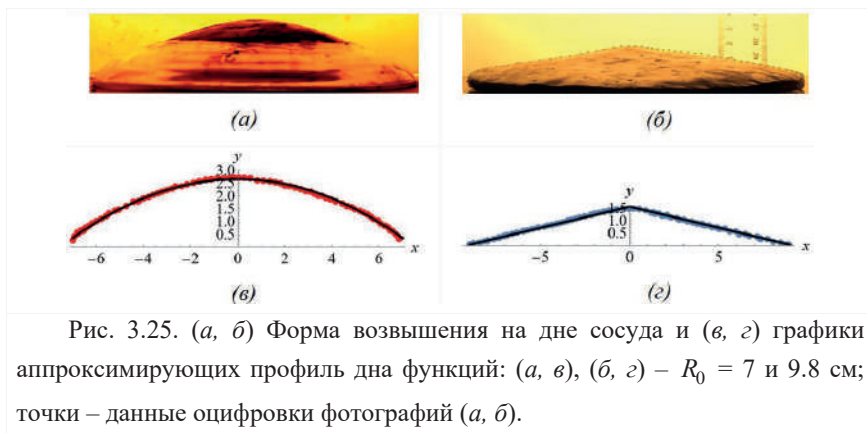 (а) (б)
y
3.0
2.5
2.0
1.5
1.0
0.5
−6 −4 −2 0 2 4 6 x
(в)
y
1.5
1.0
0.5
−5 0 5 x
(г)
Рис. 3.25. (а, б) Форма возвышения на дне сосуда и (в, г) графики
аппроксимирующих профиль дна функций: (а, в), (б, г) – R₀ = 7 и 9.8 см;
точки – данные оцифровки фотографий (а, б).